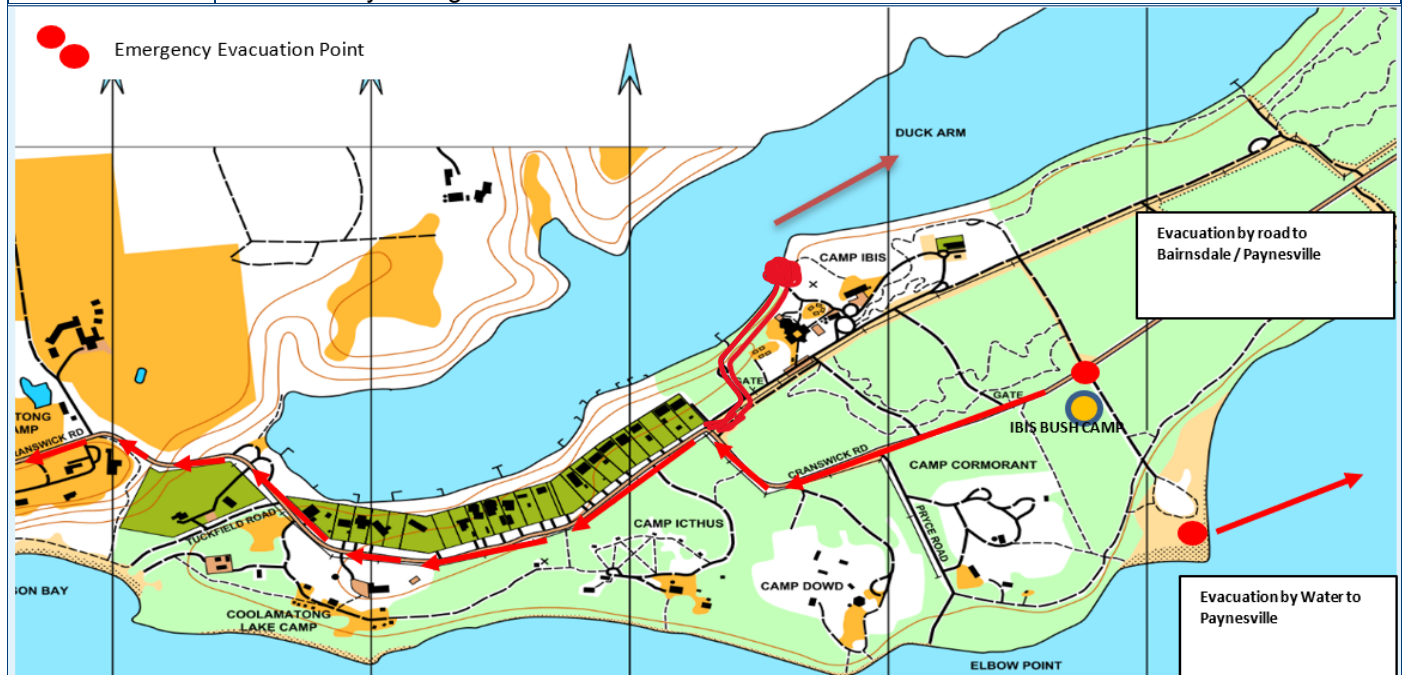 Emergency Evacuation Point
DUCK ARM
Evacuation by road to
Bairnsdale / Paynesville
CAMP IBIS
GATE
GATE
IBIS BUSH CAMP
CRANSWICK RD
CAMP CORMORANT
PRYCE ROAD
CAMP ICTHUS
CAMP DOWD
TONG
AMP
RANSWICK RD
TUCKFIELD ROAD
SON BAY
COOLAMATONG
LAKE CAMP
ELBOW POINT
Evacuation by Water to
Paynesville